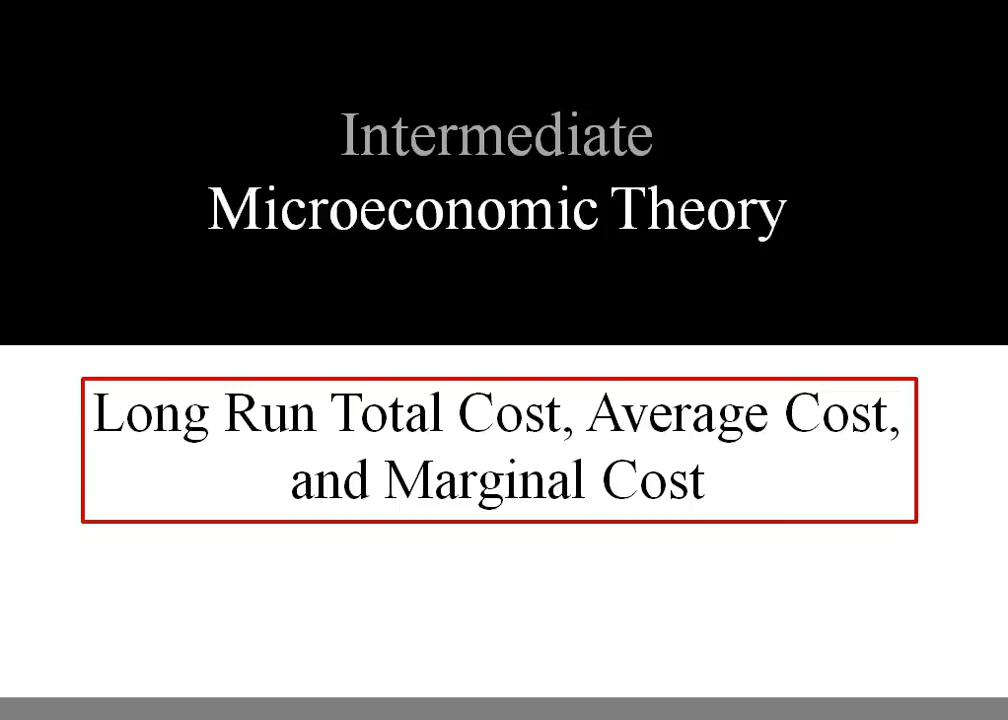 Intermediate
Microeconomic Theory
Long Run Total Cost, Average Cost,
and Marginal Cost